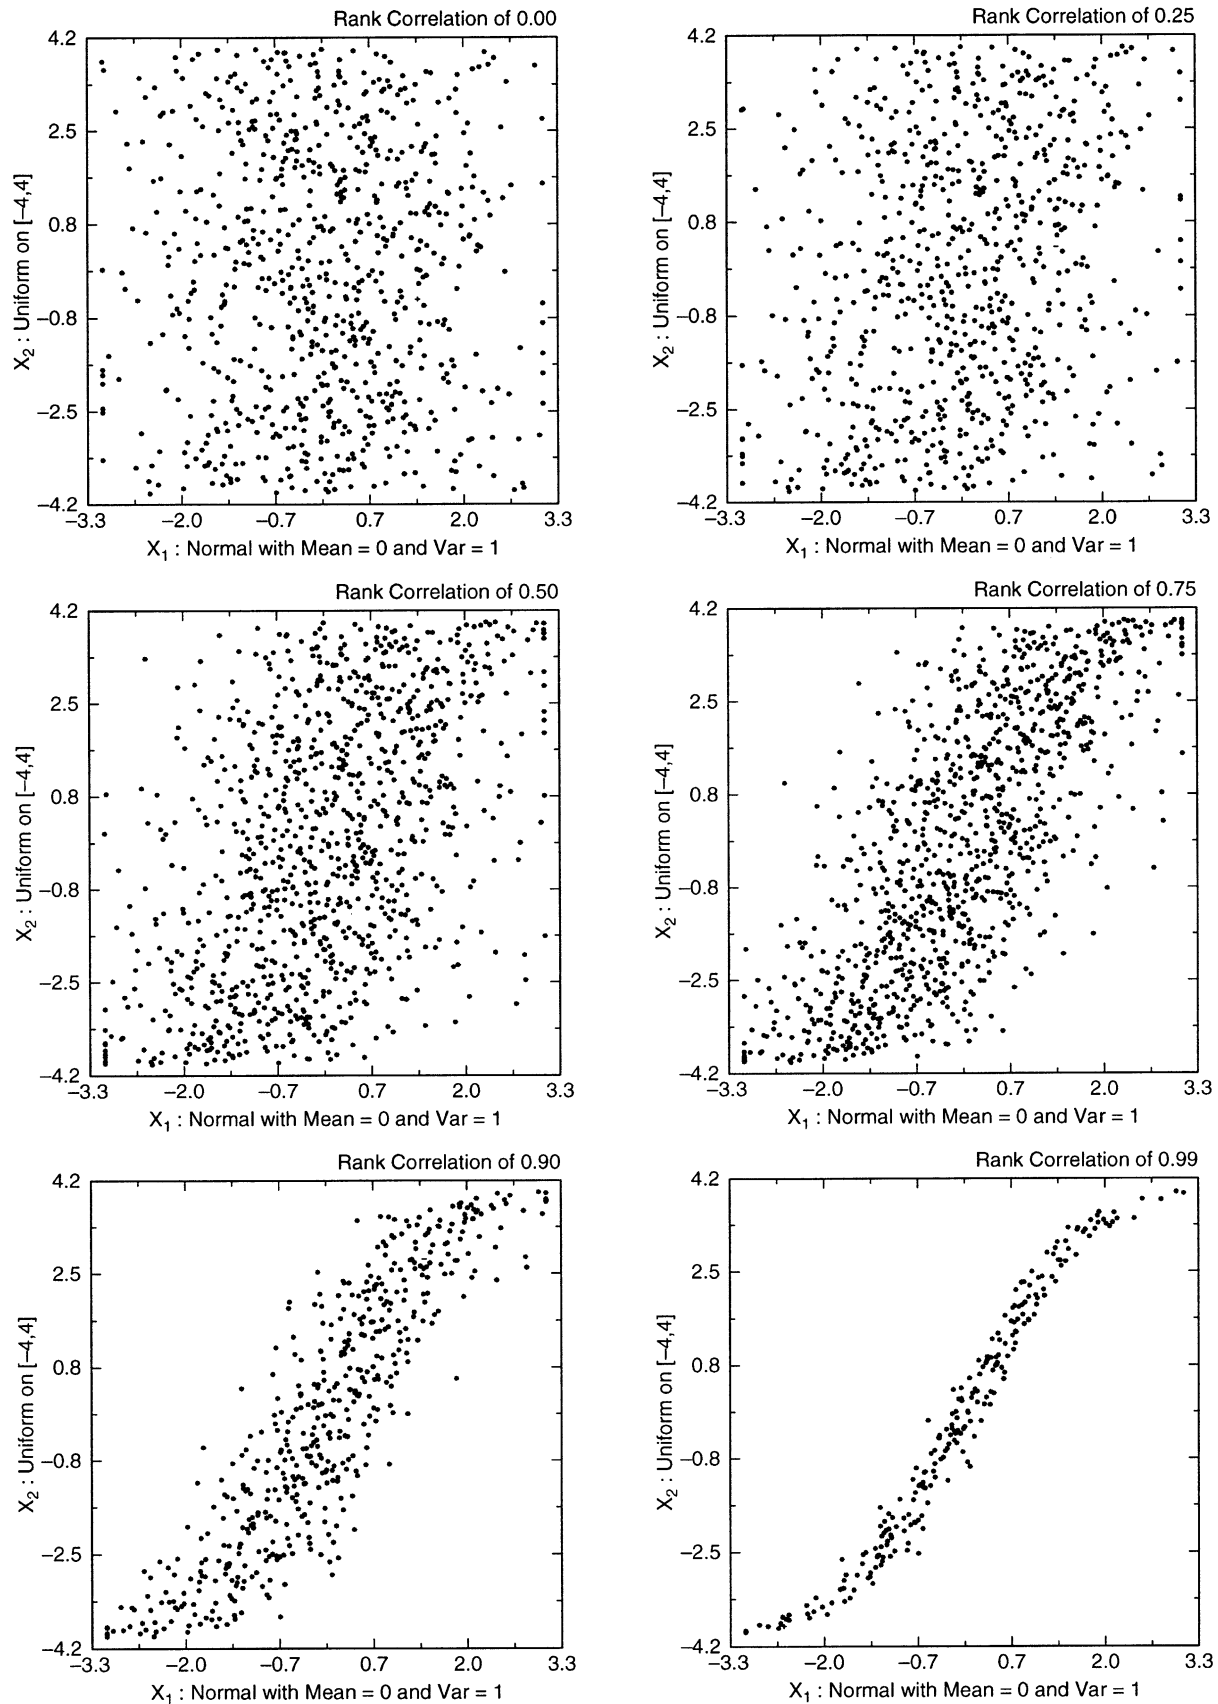 Rank Correlation of 0.00
4.2
2.5
0.8
−0.8
−2.5
−4.2
X2 : Uniform on [−4,4]
−3.3 −2.0 −0.7 0.7 2.0 3.3
X1 : Normal with Mean = 0 and Var = 1
Rank Correlation of 0.25
4.2
2.5
0.8
−0.8
−2.5
−4.2
X2 : Uniform on [−4,4]
−3.3 −2.0 −0.7 0.7 2.0 3.3
X1 : Normal with Mean = 0 and Var = 1
Rank Correlation of 0.50
4.2
2.5
0.8
−0.8
−2.5
−4.2
X2 : Uniform on [−4,4]
−3.3 −2.0 −0.7 0.7 2.0 3.3
X1 : Normal with Mean = 0 and Var = 1
Rank Correlation of 0.75
4.2
2.5
0.8
−0.8
−2.5
−4.2
X2 : Uniform on [−4,4]
−3.3 −2.0 −0.7 0.7 2.0 3.3
X1 : Normal with Mean = 0 and Var = 1
Rank Correlation of 0.90
4.2
2.5
0.8
−0.8
−2.5
−4.2
X2 : Uniform on [−4,4]
−3.3 −2.0 −0.7 0.7 2.0 3.3
X1 : Normal with Mean = 0 and Var = 1
Rank Correlation of 0.99
4.2
2.5
0.8
−0.8
−2.5
−4.2
X2 : Uniform on [−4,4]
−3.3 −2.0 −0.7 0.7 2.0 3.3
X1 : Normal with Mean = 0 and Var = 1